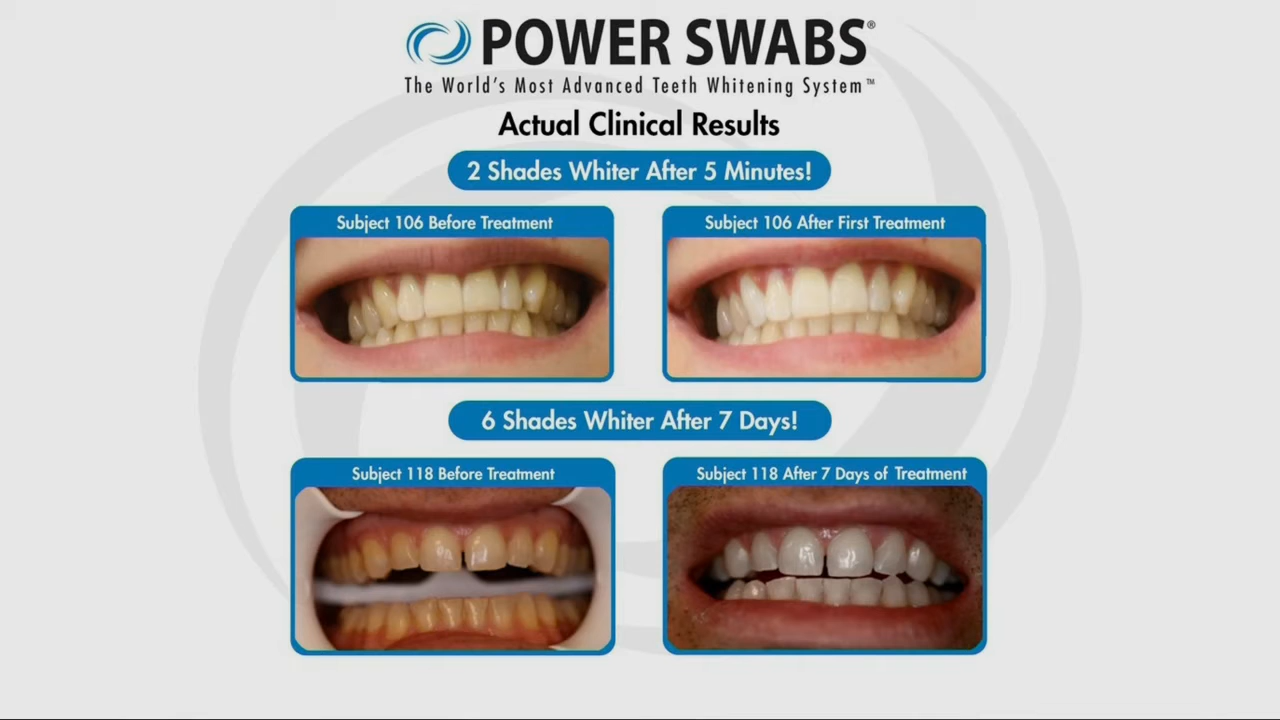 POWER SWABS®
The World's Most Advanced Teeth Whitening System™
Actual Clinical Results
2 Shades Whiter After 5 Minutes!
Subject 106 Before Treatment
Subject 106 After First Treatment
6 Shades Whiter After 7 Days!
Subject 118 Before Treatment
Subject 118 After 7 Days of Treatment